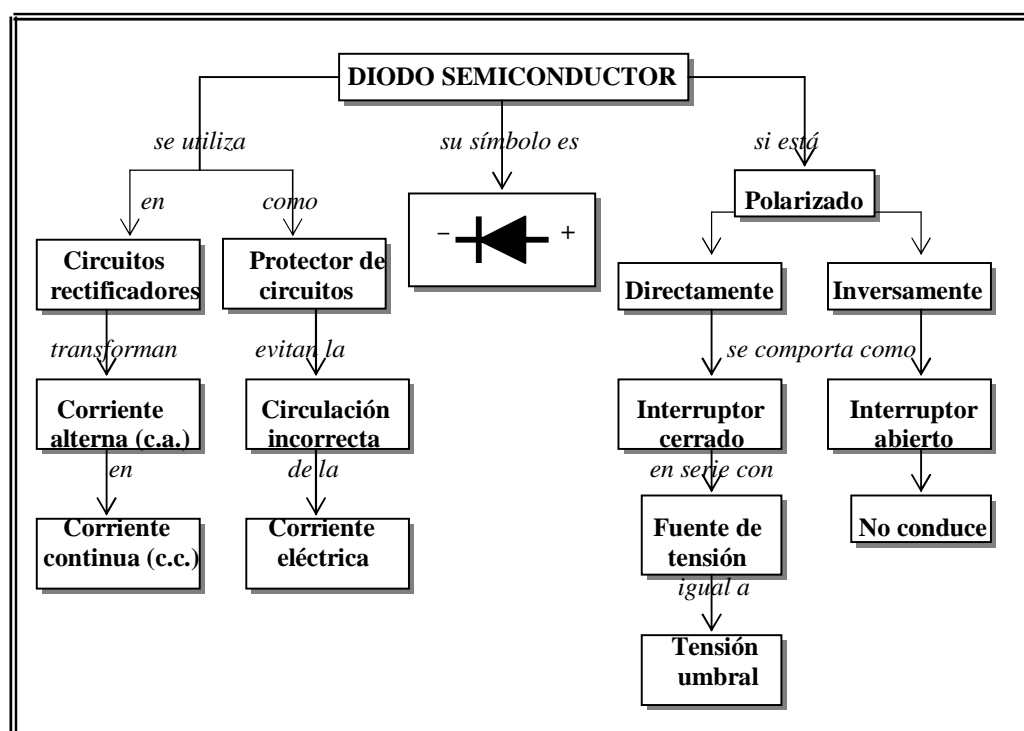 DIODO SEMICONDUCTOR
se utiliza
su símbolo es
si está
en
como
Polarizado
− +
Circuitos
rectificadores
Protector de
circuitos
Directamente
Inversamente
transforman
evitan la
se comporta como
Corriente
alterna (c.a.)
Circulación
incorrecta
Interruptor
cerrado
Interruptor
abierto
en
de la
en serie con
Corriente
continua (c.c.)
Corriente
eléctrica
Fuente de
tensión
No conduce
igual a
Tensión
umbral